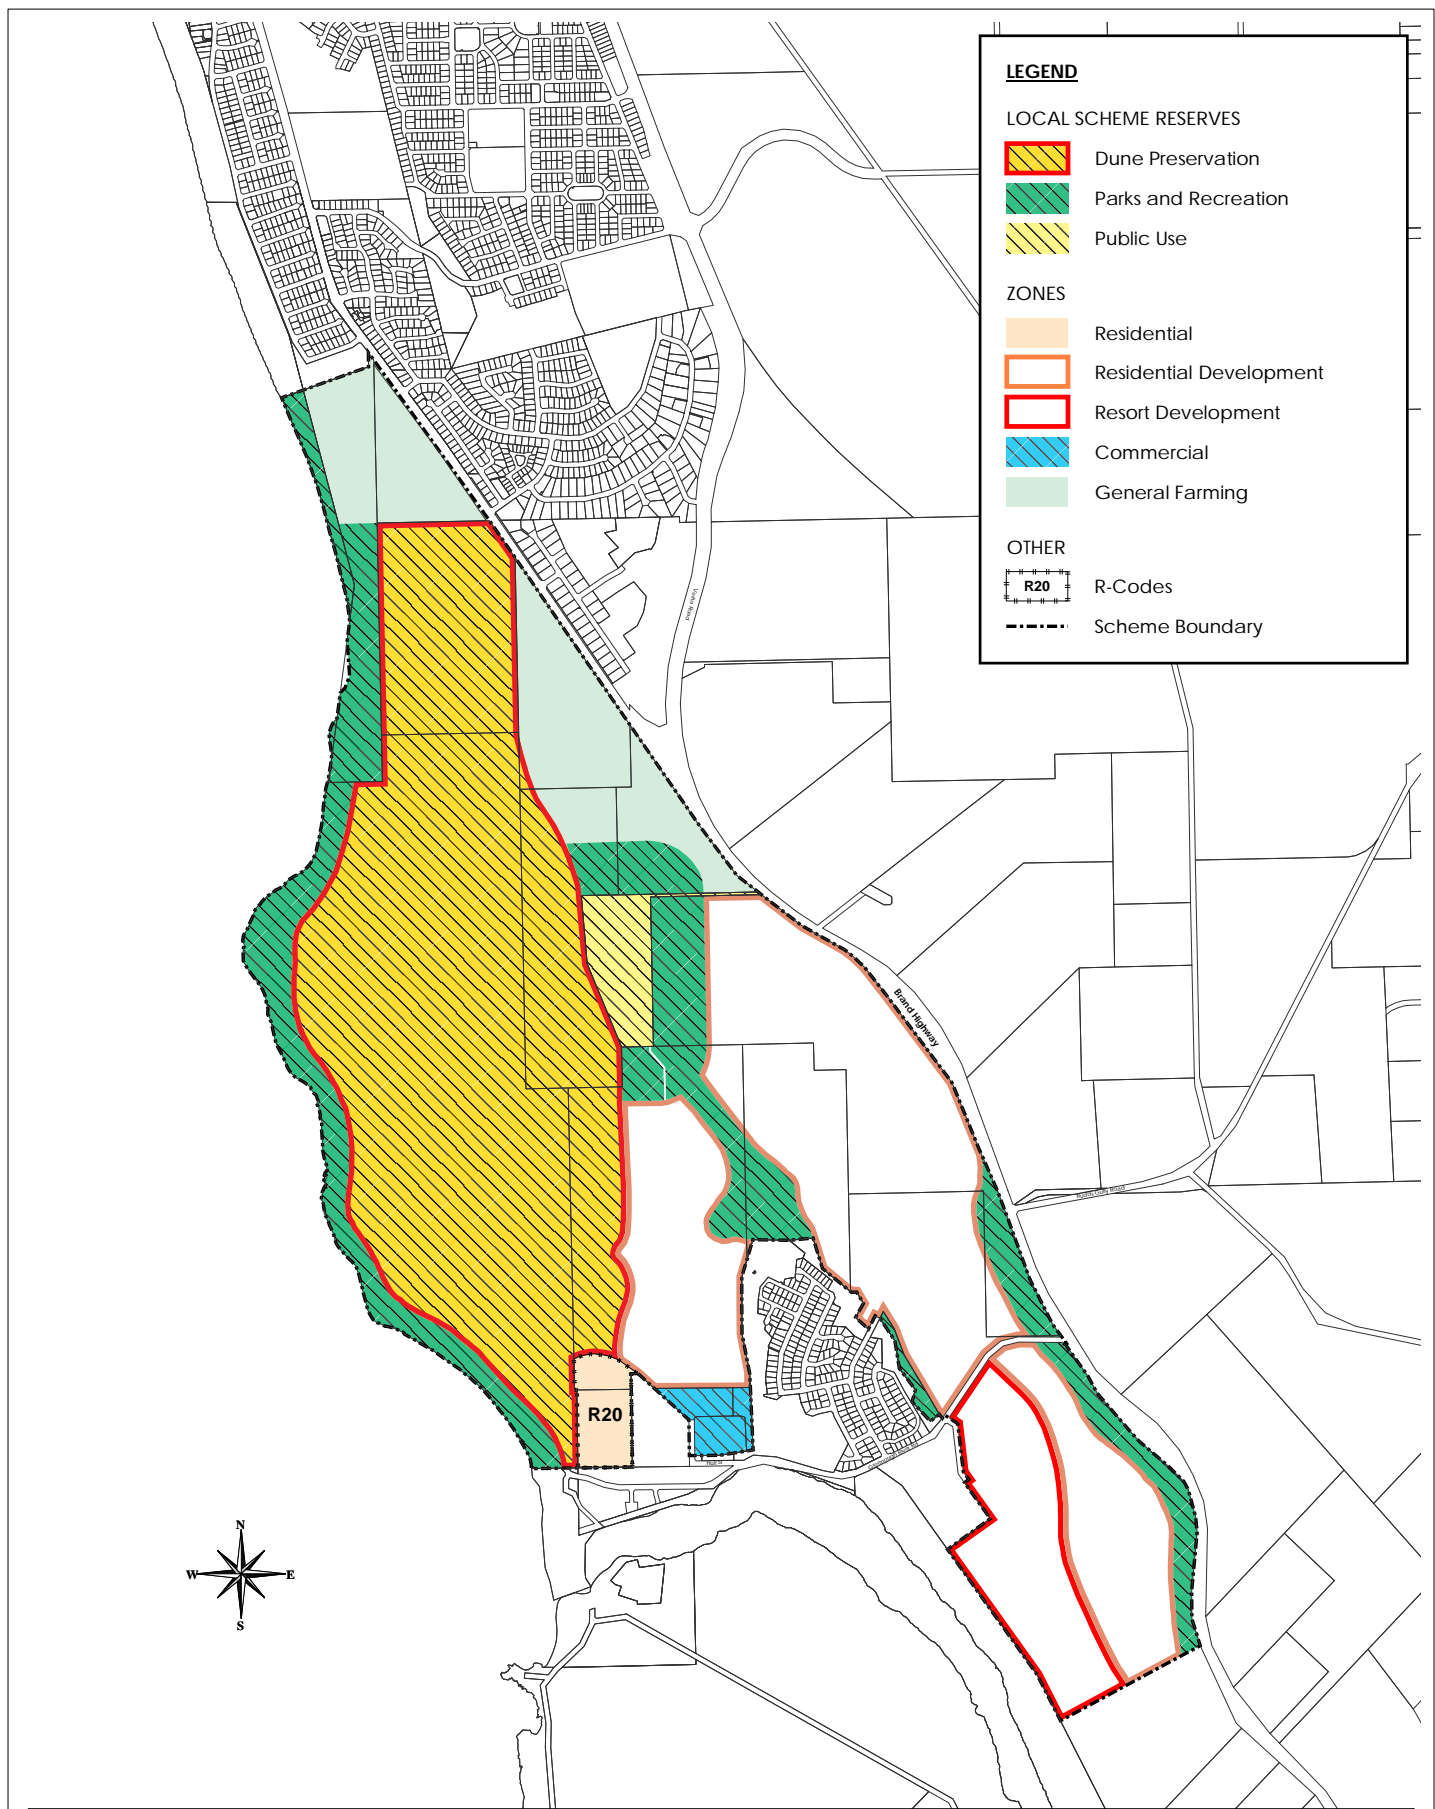 LEGEND
LOCAL SCHEME RESERVES
Dune Preservation
Parks and Recreation
Public Use
ZONES
Residential
Residential Development
Resort Development
Commercial
General Farming
OTHER
R20
R-Codes
Scheme Boundary
Brand Highway
R20
N
W
E
S